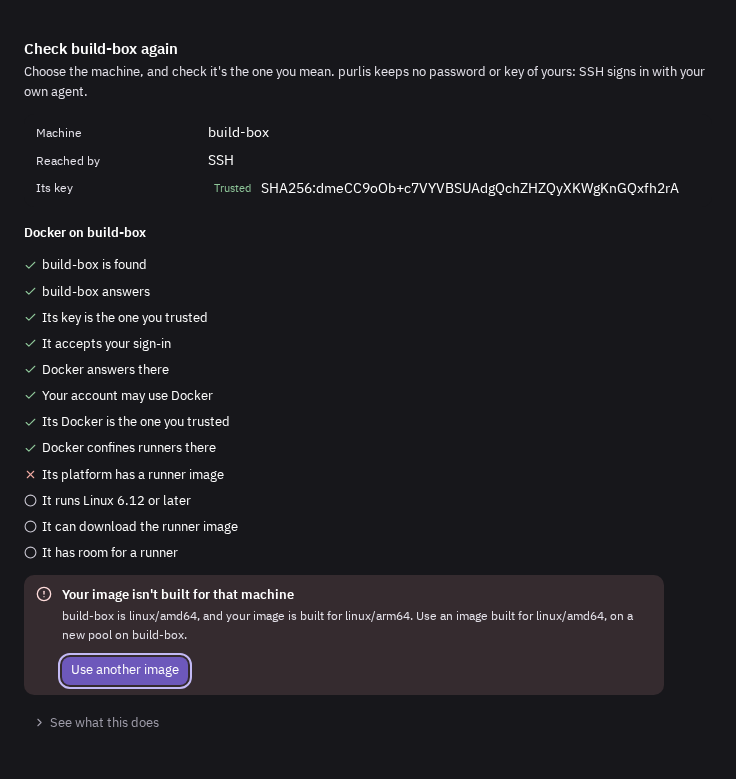 Check build-box again
Choose the machine, and check it's the one you mean. purlis keeps no password or key of yours: SSH signs in with your
own agent.
Machine build-box
Reached by SSH
Its key Trusted SHA256:dmeCC9oOb+c7VYVBSUAdgQchZHZQyXKWgKnGQxfh2rA
Docker on build-box
build-box is found
build-box answers
Its key is the one you trusted
It accepts your sign-in
Docker answers there
Your account may use Docker
Its Docker is the one you trusted
Docker confines runners there
Its platform has a runner image
It runs Linux 6.12 or later
It can download the runner image
It has room for a runner
Your image isn't built for that machine
build-box is linux/amd64, and your image is built for linux/arm64. Use an image built for linux/amd64, on a
new pool on build-box.
Use another image
See what this does